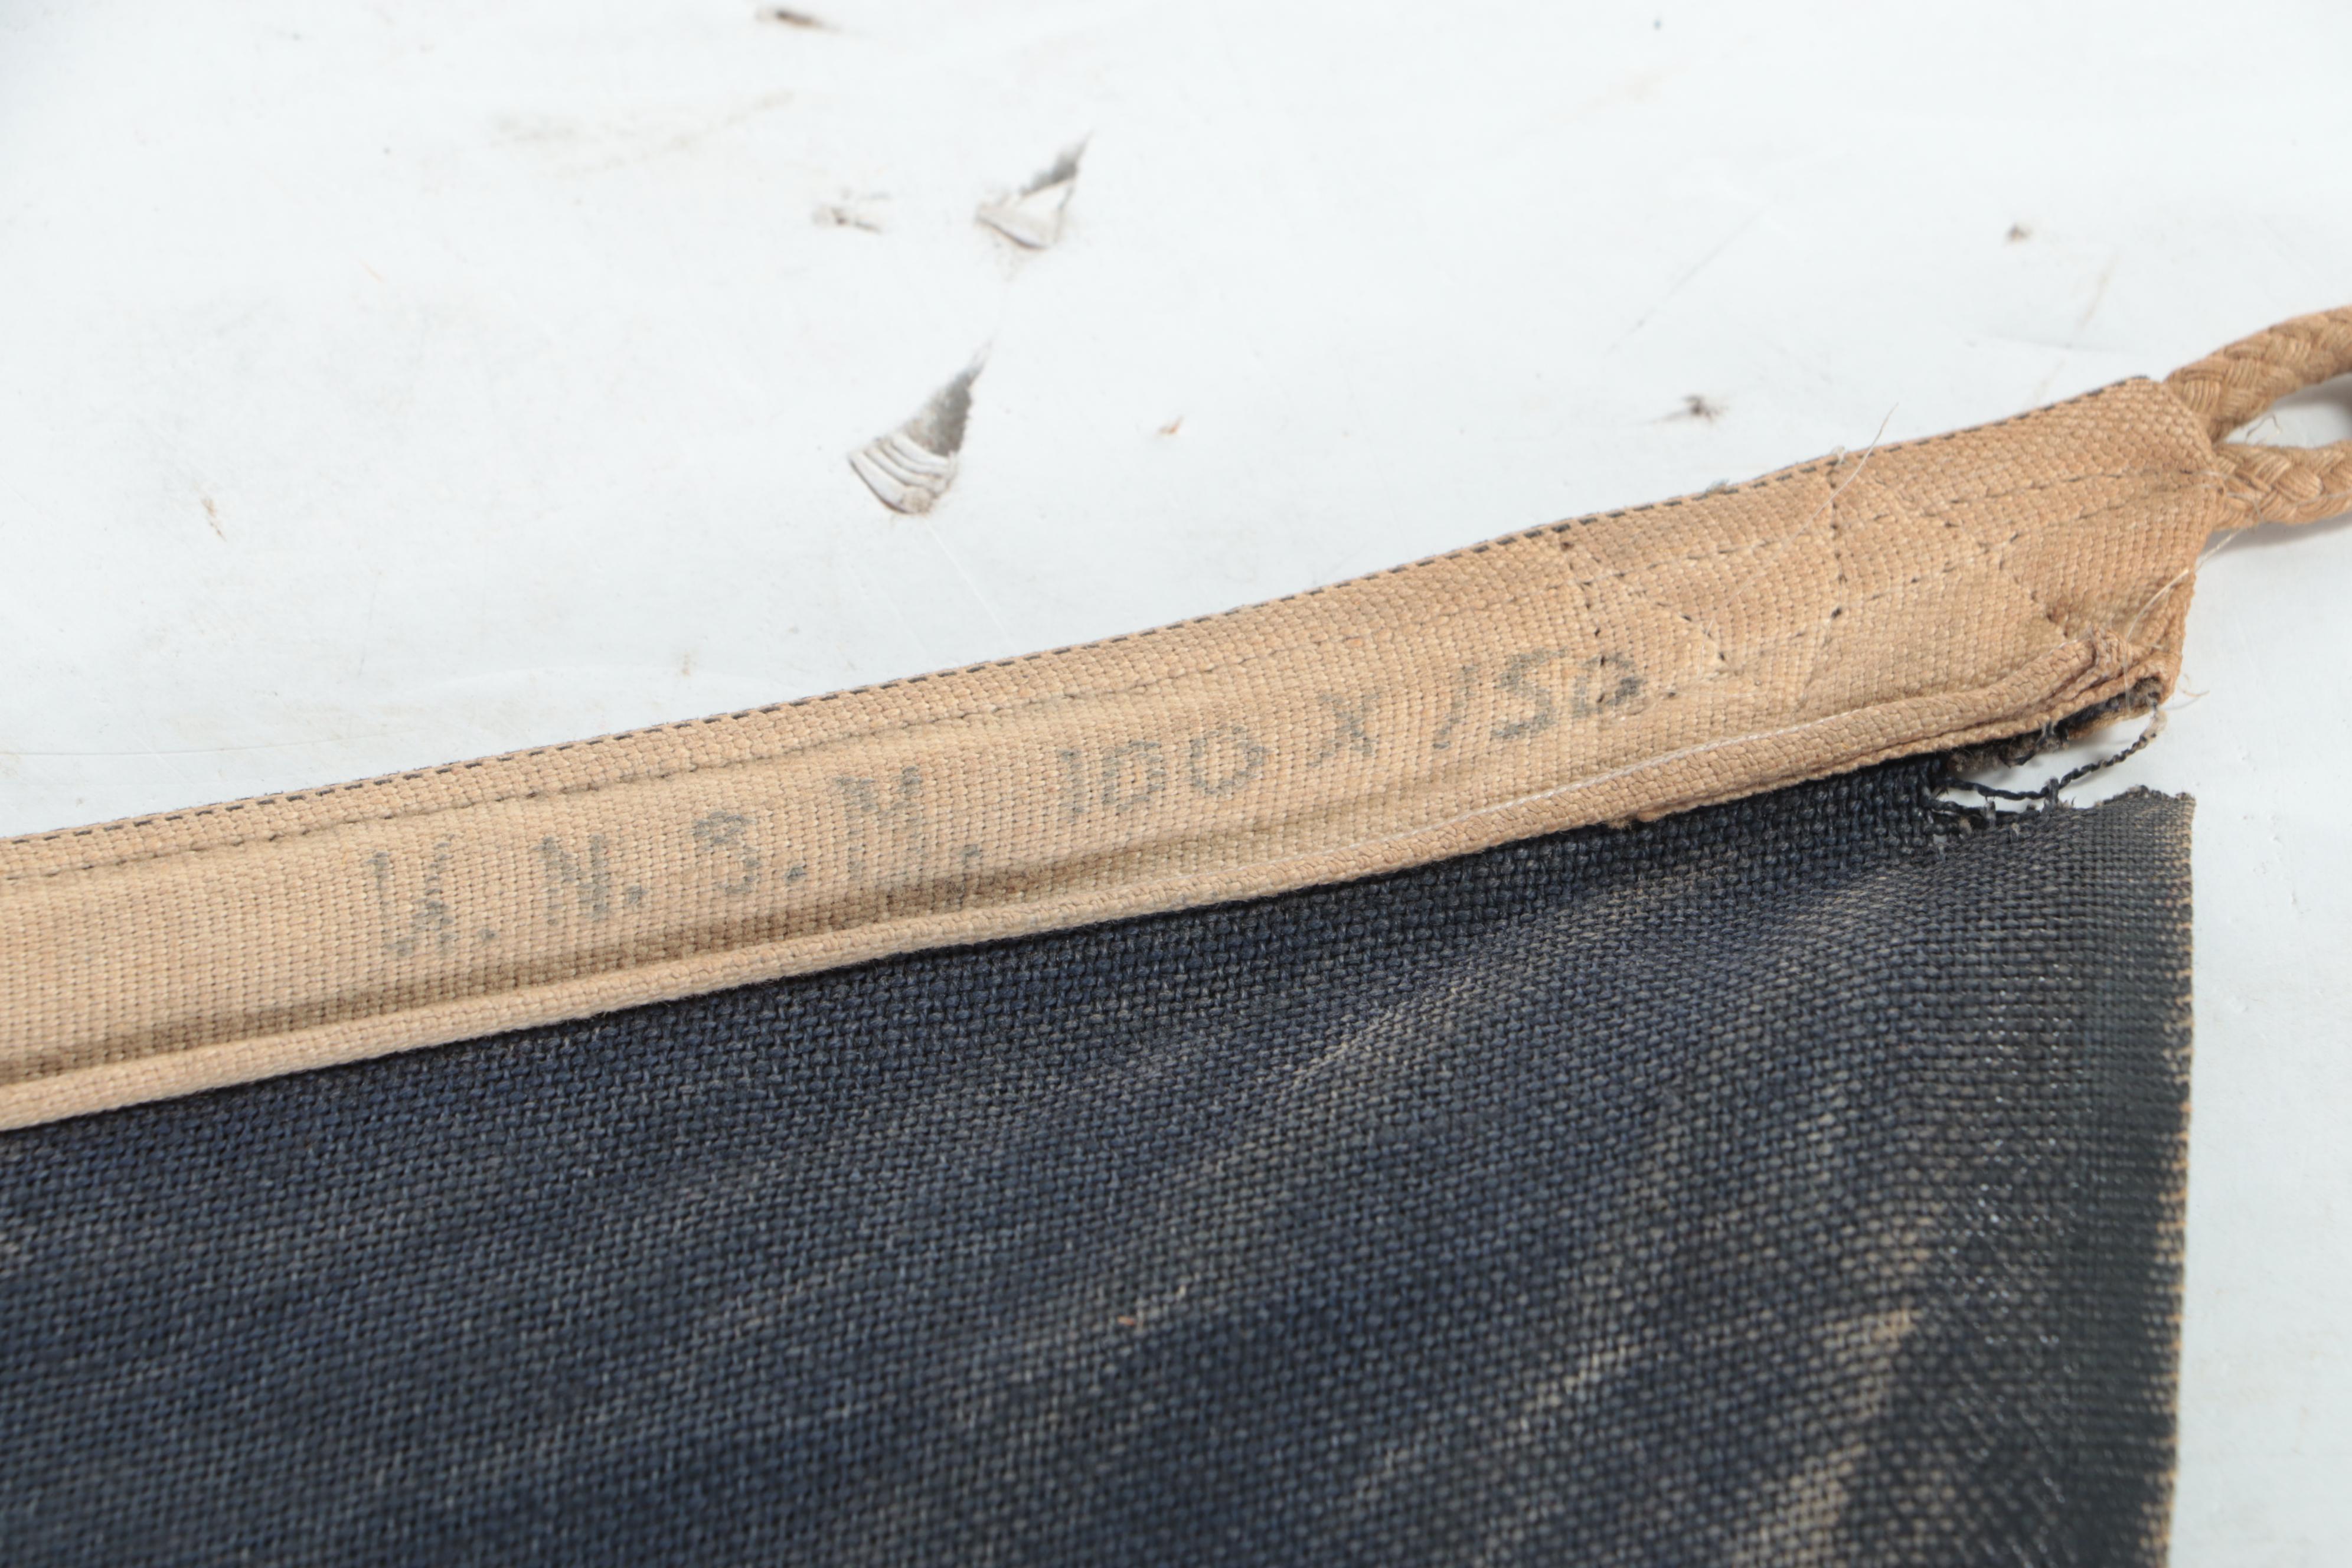 K. N. B. M. 100 X 150